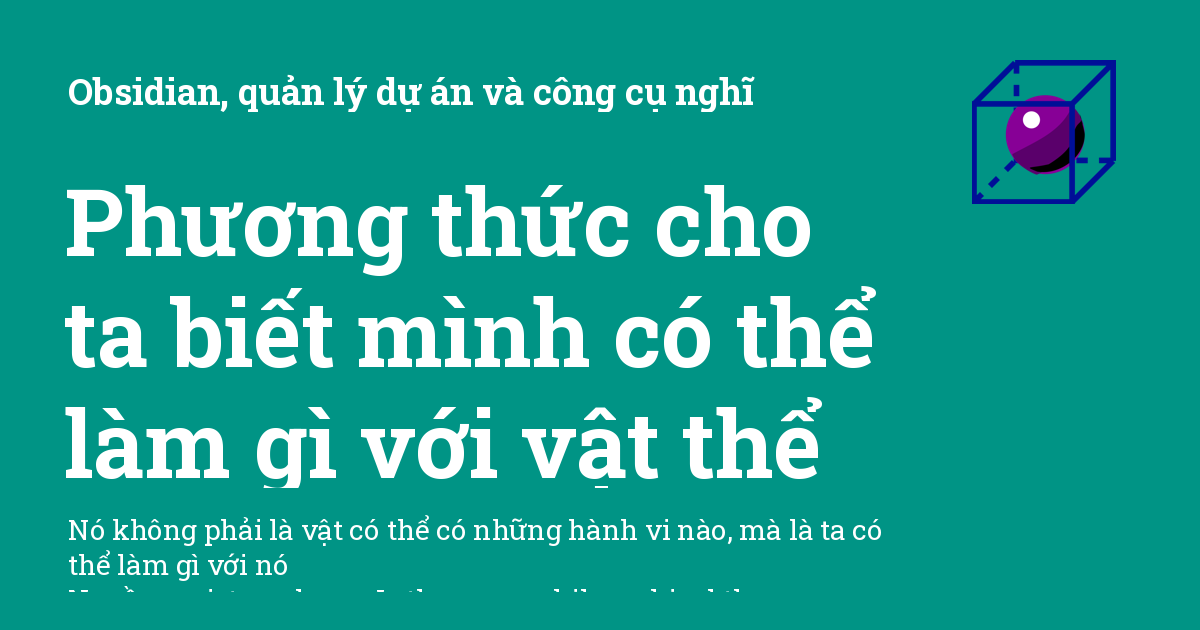 Obsidian, quản lý dự án và công cụ nghĩ
Phương thức cho
ta biết mình có thể
làm gì với vật thể
Nó không phải là vật có thể có những hành vi nào, mà là ta có
thể làm gì với nó